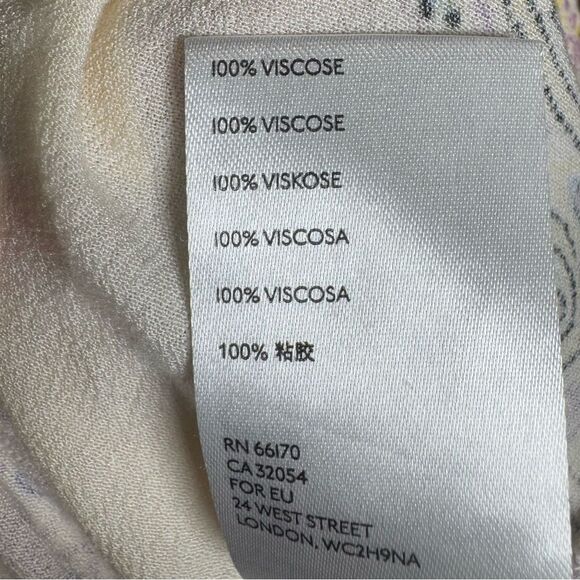 100% VISCOSE
100% VISCOSE
100% VISKOSE
100% VISCOSA
100% VISCOSA
100% 粘胶
RN 66170
CA 32054
FOR EU
24 WEST STREET
LONDON, WC2H9NA